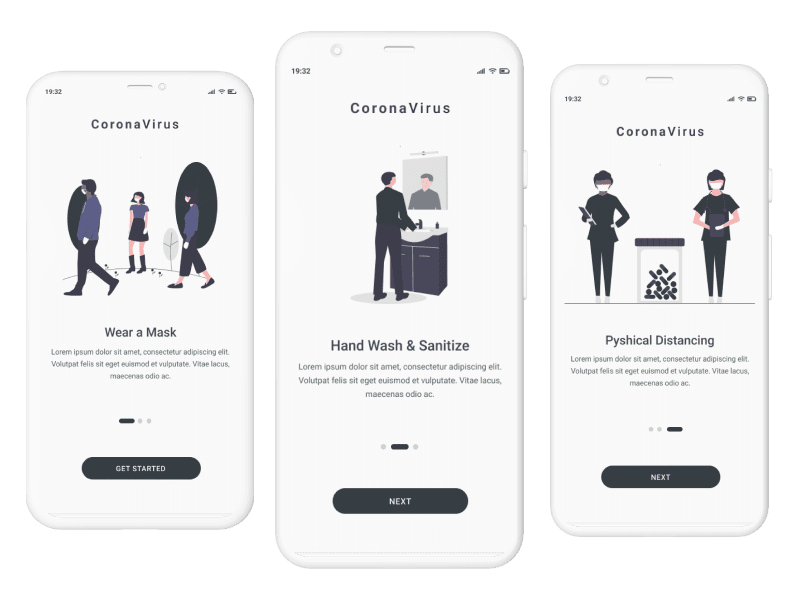 19:32
CoronaVirus
Wear a Mask
Lorem ipsum dolor sit amet, consectetur adipiscing elit.
Volutpat felis sit eget euismod et vulputate. Vitae lacus,
maecenas odio ac.
GET STARTED
19:32
CoronaVirus
Hand Wash & Sanitize
Lorem ipsum dolor sit amet, consectetur adipiscing elit.
Volutpat felis sit eget euismod et vulputate. Vitae lacus,
maecenas odio ac.
NEXT
19:32
CoronaVirus
Pyshical Distancing
Lorem ipsum dolor sit amet, consectetur adipiscing elit.
Volutpat felis sit eget euismod et vulputate. Vitae lacus,
maecenas odio ac.
NEXT